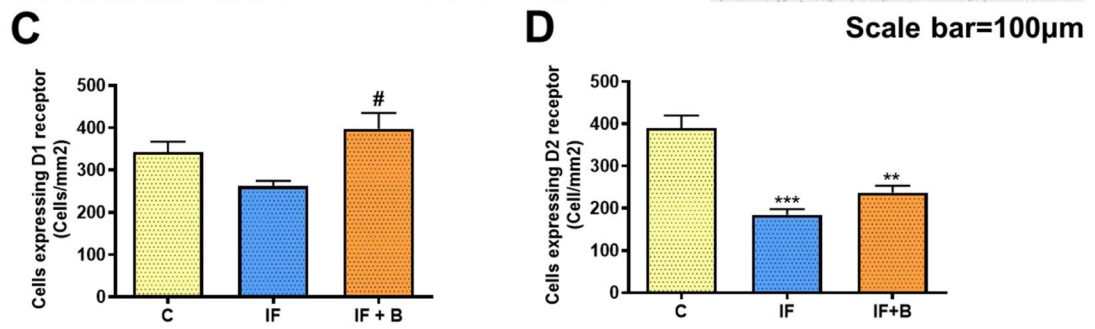 C
Cells expressing D1 receptor
(Cells/mm2)
500
400
300
200
100
0
#
C
IF
IF + B
D
Scale bar=100µm
Cells expressing D2 receptor
(Cell/mm2)
500
400
300
200
100
0
***
**
C
IF
IF+B